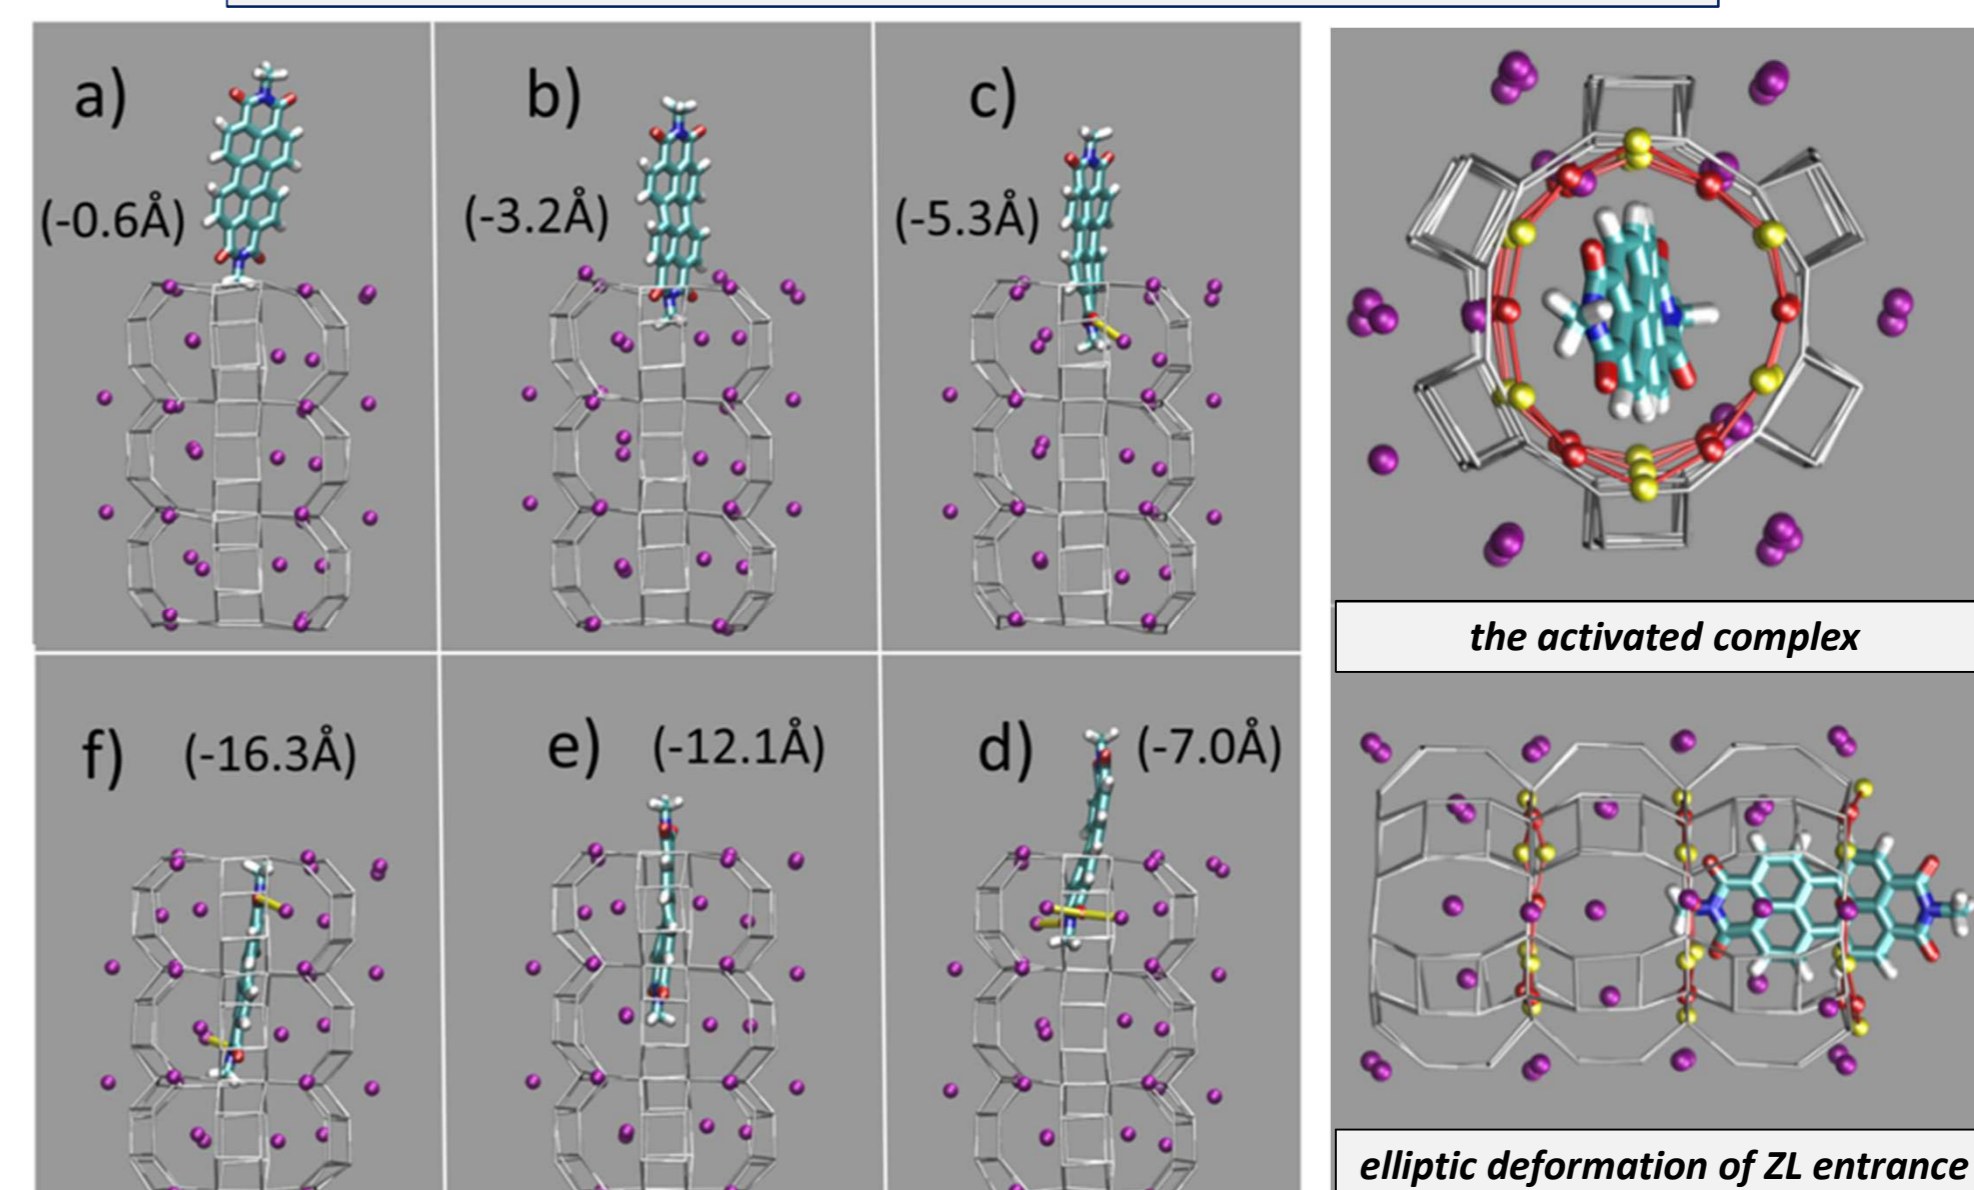 a)
(-0.6Å)
b)
(-3.2Å)
c)
(-5.3Å)
the activated complex
f) (-16.3Å)
e) (-12.1Å)
d) (-7.0Å)
elliptic deformation of ZL entrance